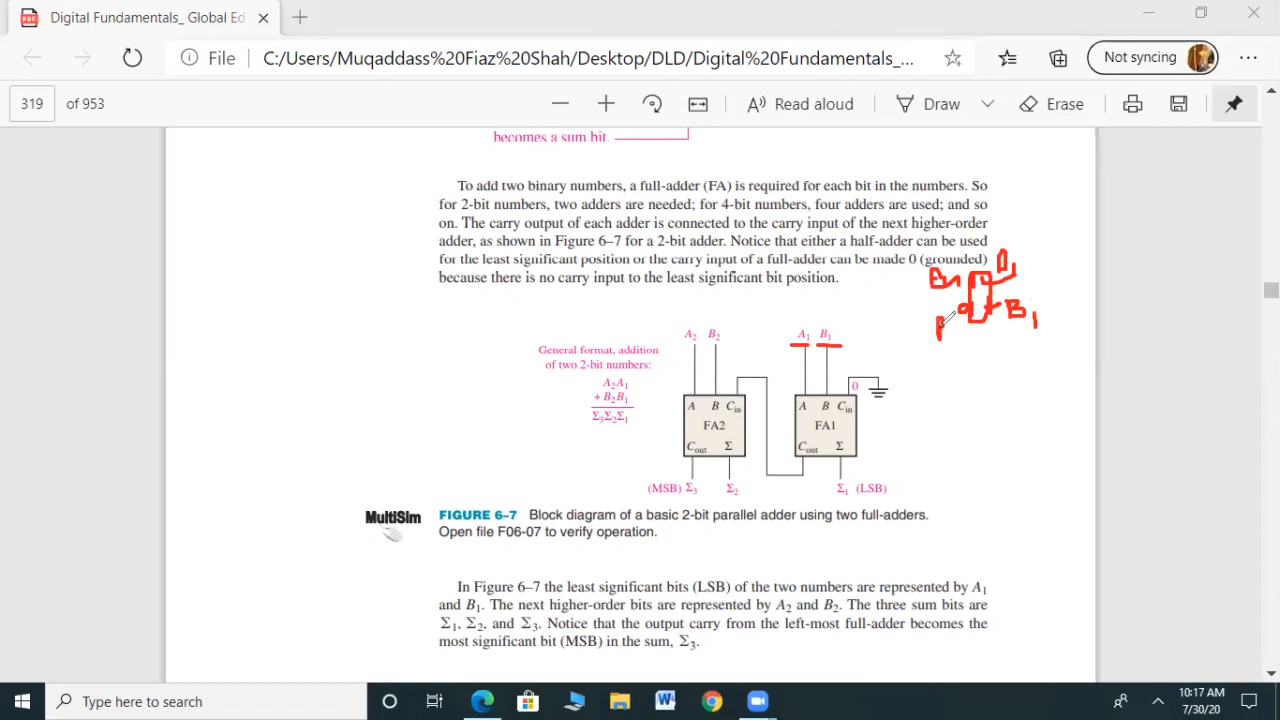 Digital Fundamentals_ Global Ed
File C:/Users/Muqaddass%20Fiaz%20Shah/Desktop/DLD/Digital%20Fundamentals_... Not syncing
319 of 953 Read aloud Draw Erase
becomes a sum bit.
To add two binary numbers, a full-adder (FA) is required for each bit in the numbers. So
for 2-bit numbers, two adders are needed; for 4-bit numbers, four adders are used; and so
on. The carry output of each adder is connected to the carry input of the next higher-order
adder, as shown in Figure 6–7 for a 2-bit adder. Notice that either a half-adder can be used
for the least significant position or the carry input of a full-adder can be made 0 (grounded)
because there is no carry input to the least significant bit position.
B1
A₂ B₂ A₁ B₁
General format, addition
of two 2-bit numbers:
A₂A₁
+ B₂B₁
Σ₃Σ₂Σ₁
0
A B Cin A B Cin
FA2 FA1
Cout Σ Cout Σ
(MSB) Σ₃ Σ₂ Σ₁ (LSB)
MultiSim
FIGURE 6–7 Block diagram of a basic 2-bit parallel adder using two full-adders.
Open file F06-07 to verify operation.
In Figure 6–7 the least significant bits (LSB) of the two numbers are represented by A₁
and B₁. The next higher-order bits are represented by A₂ and B₂. The three sum bits are
Σ₁, Σ₂, and Σ₃. Notice that the output carry from the left-most full-adder becomes the
most significant bit (MSB) in the sum, Σ₃.
Type here to search
10:17 AM
7/30/20